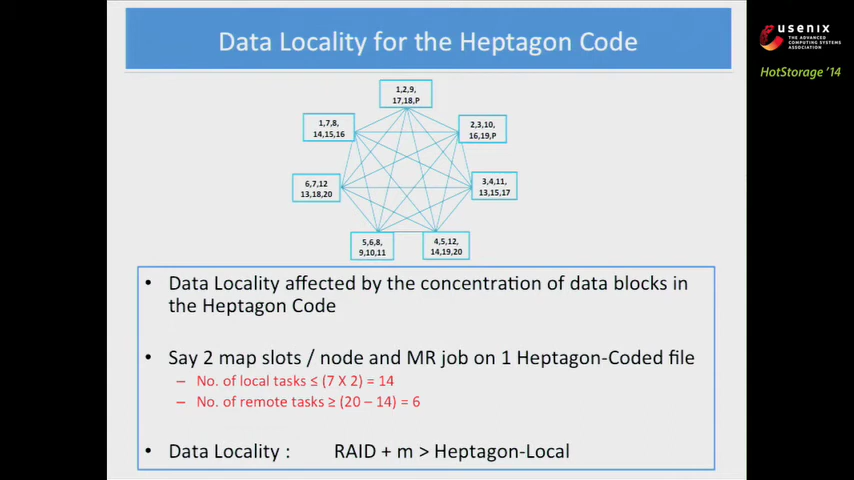 Data Locality for the Heptagon Code
usenix
THE ADVANCED
COMPUTING SYSTEMS
ASSOCIATION
HotStorage '14
1,2,9,
17,18,P
1,7,8,
14,15,16
2,3,10,
16,19,P
6,7,12
13,18,20
3,4,11,
13,15,17
5,6,8,
9,10,11
4,5,12,
14,19,20
• Data Locality affected by the concentration of data blocks in
the Heptagon Code
• Say 2 map slots / node and MR job on 1 Heptagon-Coded file
– No. of local tasks ≤ (7 X 2) = 14
– No. of remote tasks ≥ (20 – 14) = 6
• Data Locality : RAID + m > Heptagon-Local